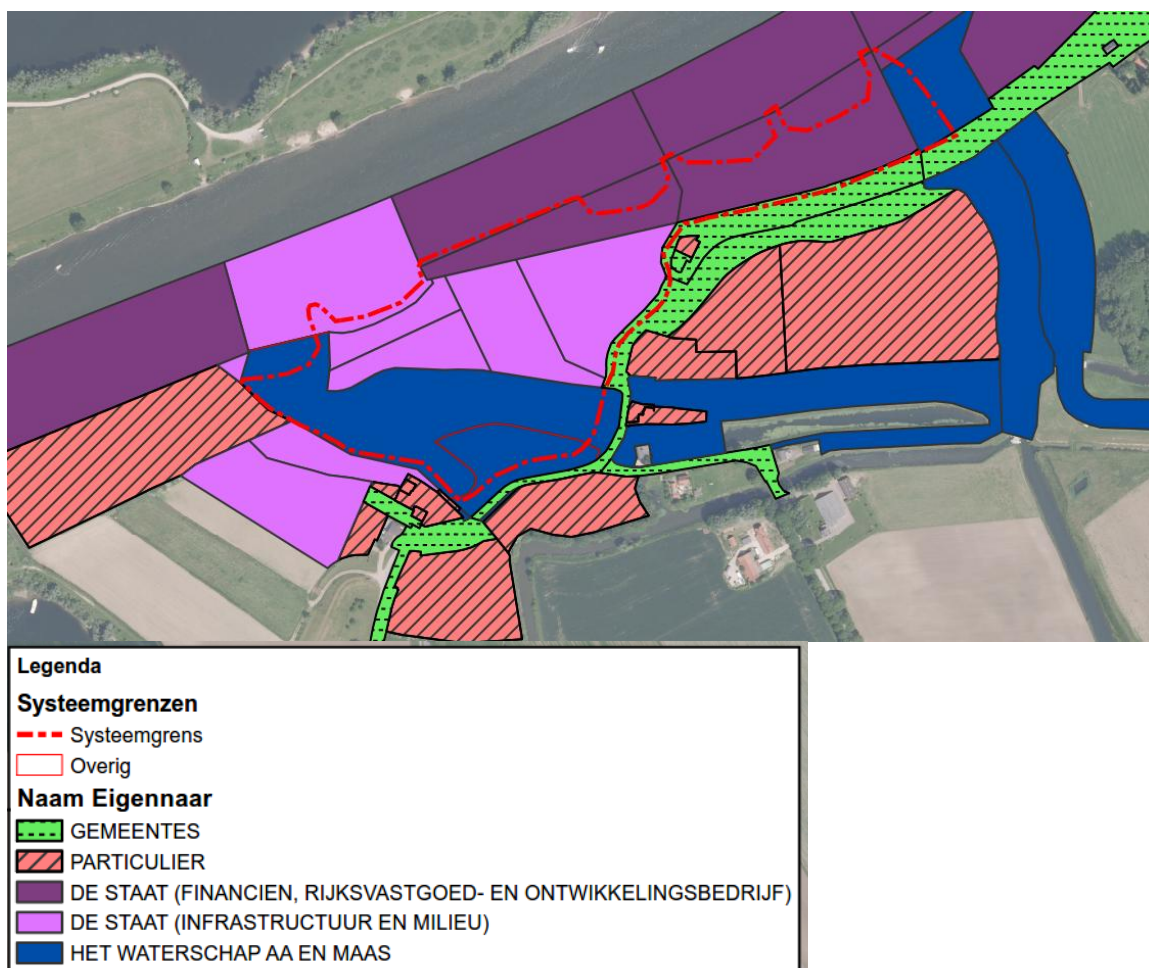 Legenda
Systeemgrenzen
Systeemgrens
Overig
Naam Eigennaar
GEMEENTES
PARTICULIER
DE STAAT (FINANCIEN, RIJKSVASTGOED- EN ONTWIKKELINGSBEDRIJF)
DE STAAT (INFRASTRUCTUUR EN MILIEU)
HET WATERSCHAP AA EN MAAS